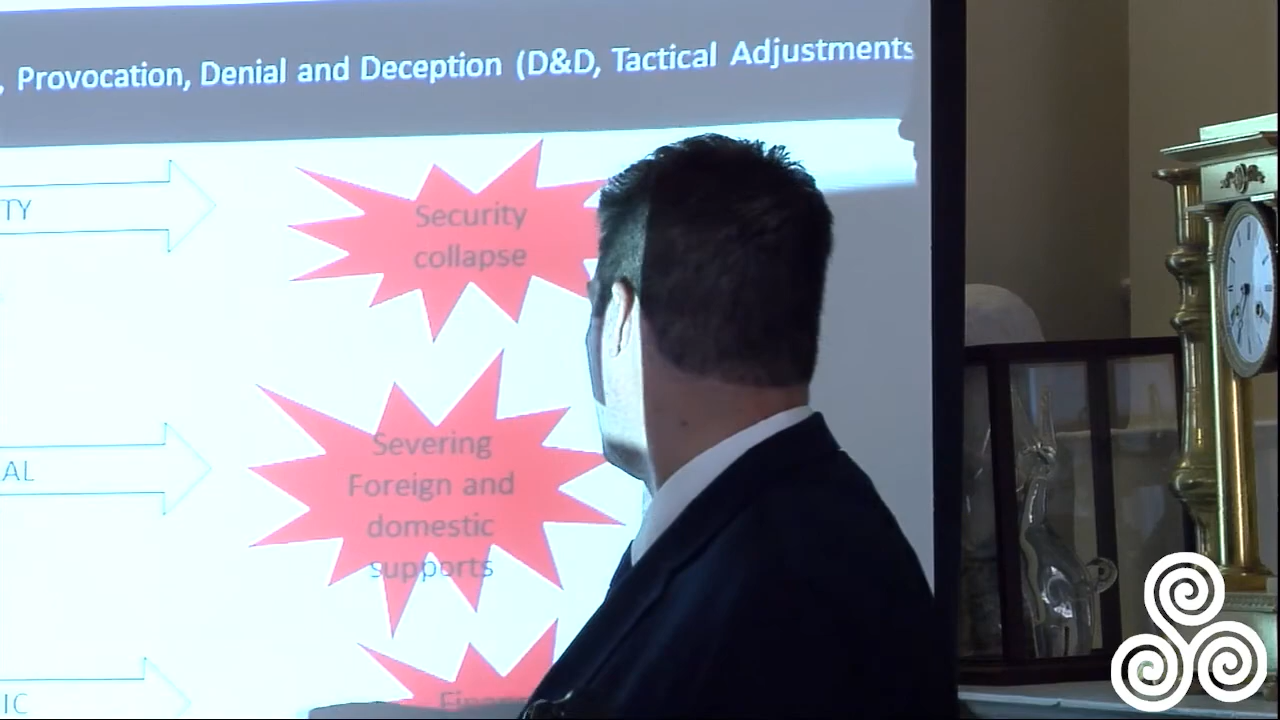 , Provocation, Denial and Deception (D&D, Tactical Adjustments
TY
Security
collapse
AL
Severing
Foreign and
domestic
supports
IC